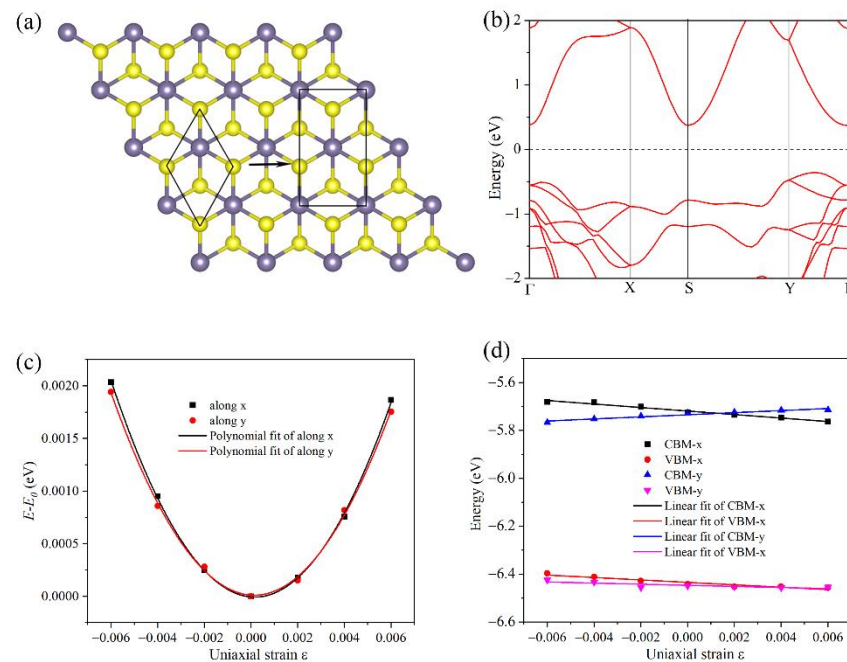 (a)
(b)
2
1
0
−1
−2
Energy (eV)
Γ
X
S
Y
(c)
0.0020
0.0015
0.0010
0.0005
0.0000
E-E0 (eV)
along x
along y
Polynomial fit of along x
Polynomial fit of along y
−0.006 −0.004 −0.002 0.000 0.002 0.004 0.006
Uniaxial strain ε
(d)
−5.6
−5.8
−6.0
−6.2
−6.4
−6.6
Energy (eV)
CBM-x
VBM-x
CBM-y
VBM-y
Linear fit of CBM-x
Linear fit of VBM-x
Linear fit of CBM-y
Linear fit of VBM-x
−0.006 −0.004 −0.002 0.000 0.002 0.004 0.006
Uniaxial strain ε